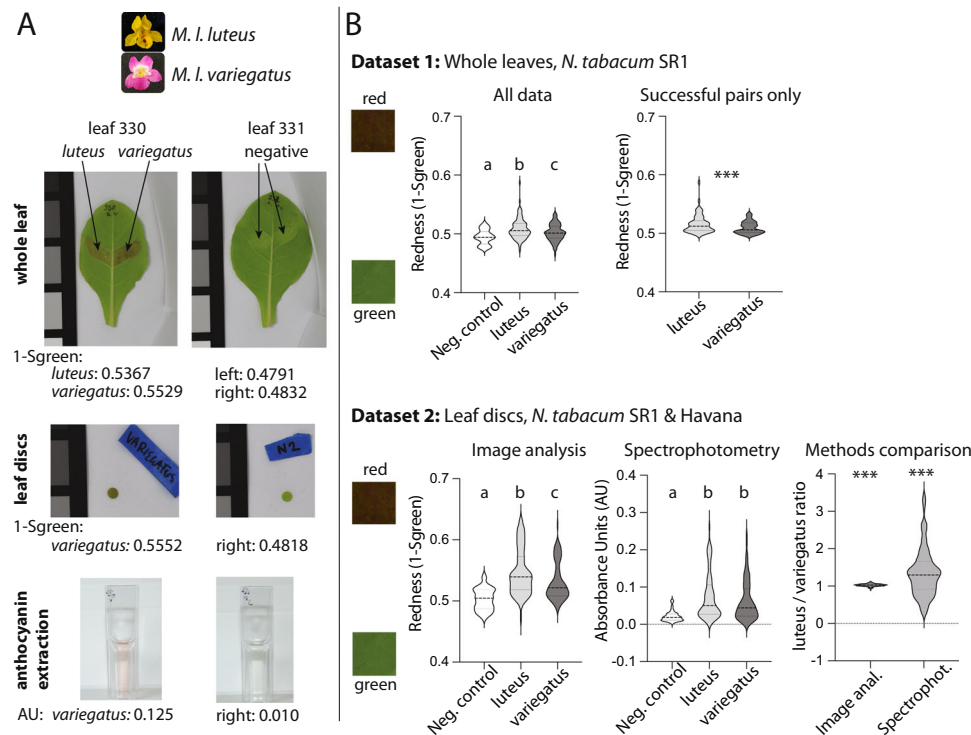 A
M. l. luteus
M. l. variegatus
leaf 330
luteus variegatus
leaf 331
negative
whole leaf
1-Sgreen:
luteus: 0.5367
variegatus: 0.5529
left: 0.4791
right: 0.4832
leaf discs
VARIEGATUS
N2
1-Sgreen:
variegatus: 0.5552
right: 0.4818
anthocyanin
extraction
AU: variegatus: 0.125
right: 0.010
B
Dataset 1: Whole leaves, N. tabacum SR1
red
green
All data
Redness (1-Sgreen)
0.7
0.6
0.5
0.4
a b c
Neg. control
luteus
variegatus
Successful pairs only
Redness (1-Sgreen)
0.7
0.6
0.5
0.4
***
luteus
variegatus
Dataset 2: Leaf discs, N. tabacum SR1 & Havana
red
green
Image analysis
Redness (1-Sgreen)
0.7
0.6
0.5
0.4
a b c
Neg. control
luteus
variegatus
Spectrophotometry
Absorbance Units (AU)
0.4
0.3
0.2
0.1
0.0
-0.1
a b b
Neg. control
luteus
variegatus
Methods comparison
luteus / variegatus ratio
4
3
2
1
0
-1
*** ***
Image anal.
Spectrophot.